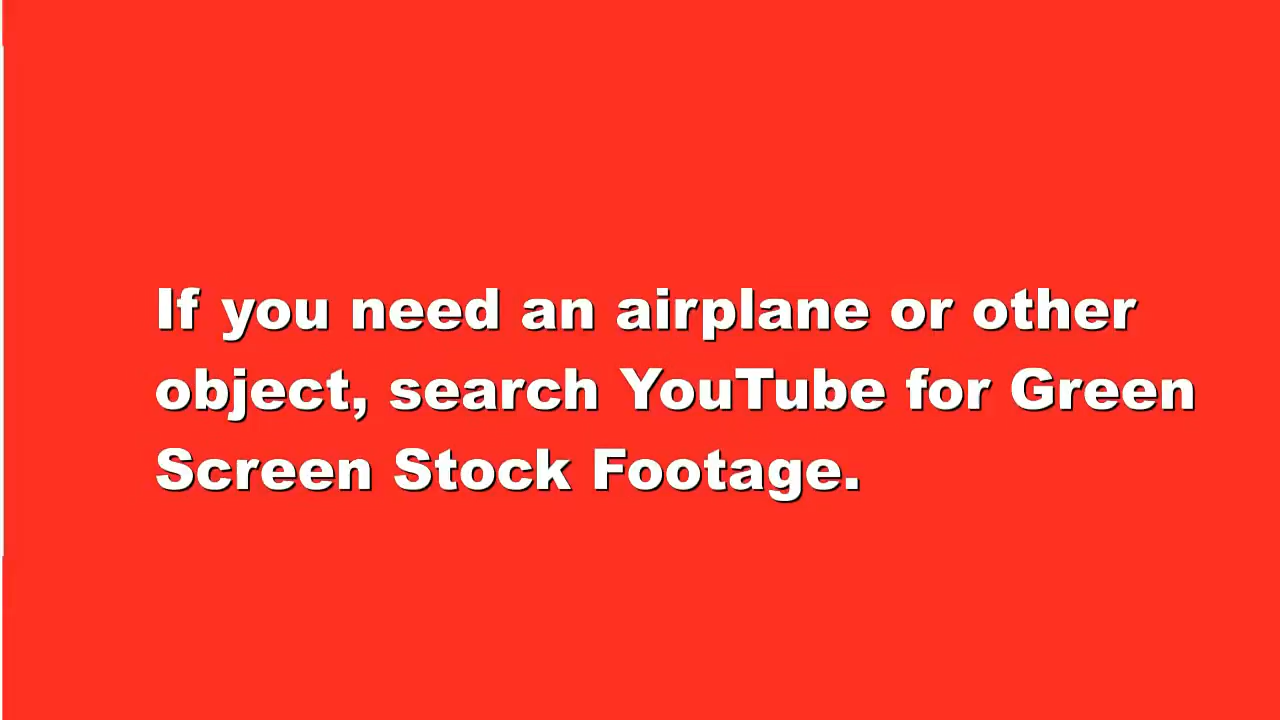 If you need an airplane or other
object, search YouTube for Green
Screen Stock Footage.